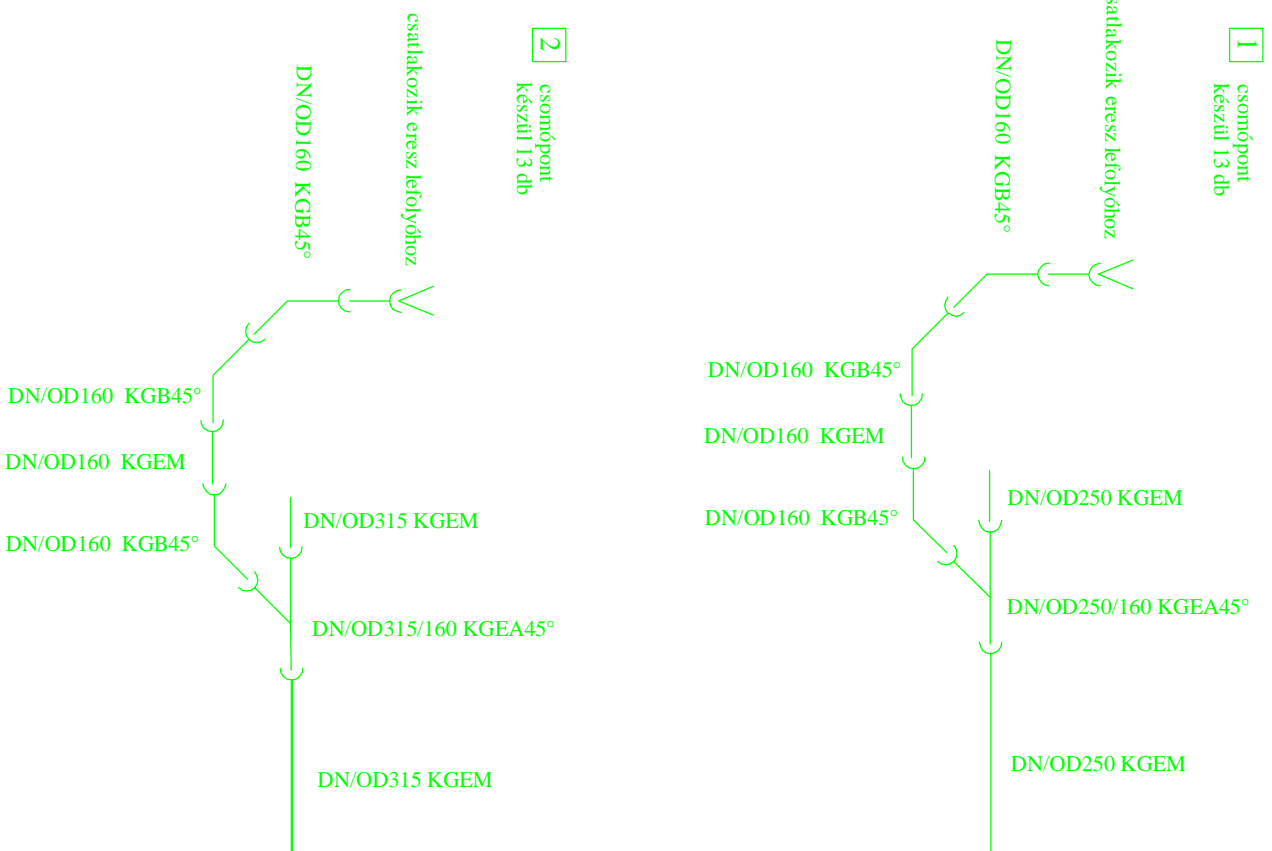 2
csomópont
készül 13 db
csatlakozik eresz lefolyóhoz
DN/OD160 KGB45°
DN/OD160 KGB45°
DN/OD160 KGEM
DN/OD160 KGB45°
DN/OD315 KGEM
DN/OD315/160 KGEA45°
DN/OD315 KGEM
1
csomópont
készül 13 db
satlakozik eresz lefolyóhoz
DN/OD160 KGB45°
DN/OD160 KGB45°
DN/OD160 KGEM
DN/OD160 KGB45°
DN/OD250 KGEM
DN/OD250/160 KGEA45°
DN/OD250 KGEM